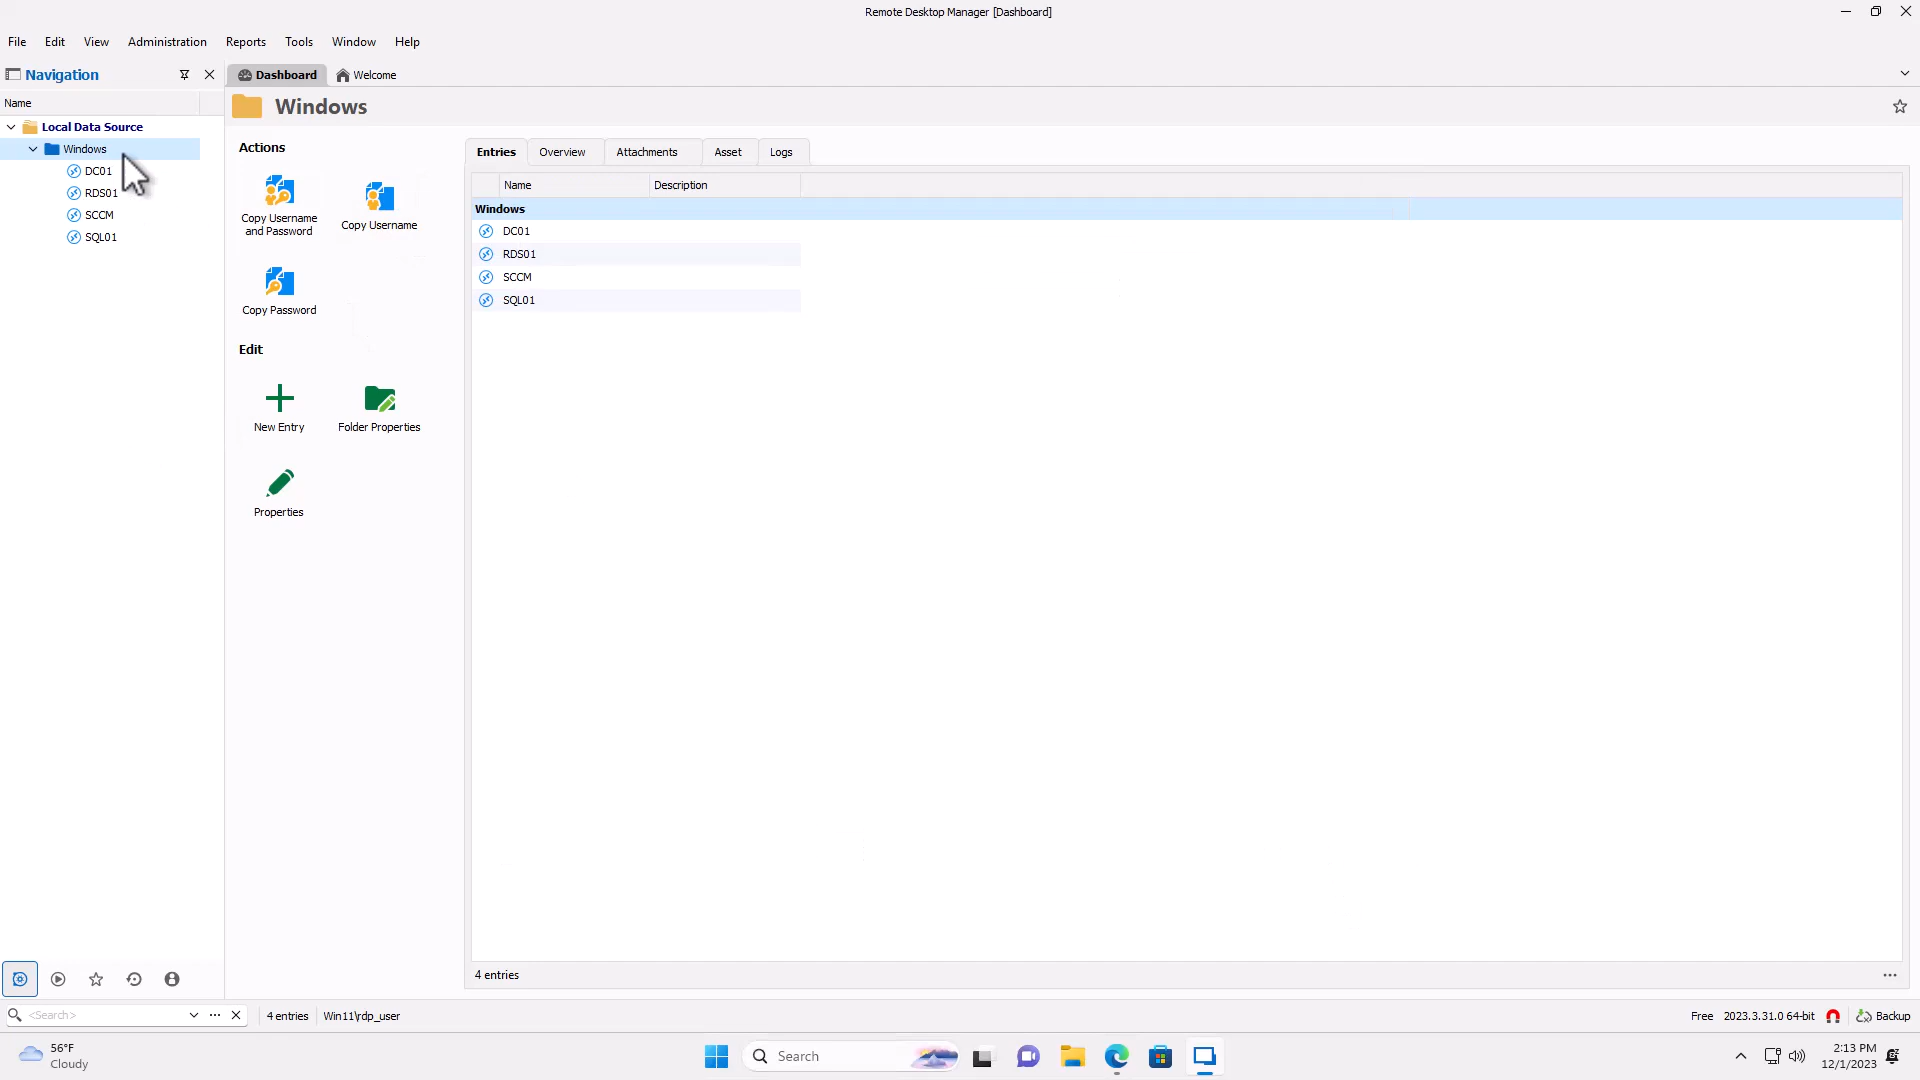 Remote Desktop Manager [Dashboard]
File Edit View Administration Reports Tools Window Help
Navigation
Dashboard Welcome
Name
Windows
Local Data Source
Windows
DC01
RDS01
SCCM
SQL01
Actions
Copy Username
and Password
Copy Username
Copy Password
Edit
New Entry
Folder Properties
Properties
Entries Overview Attachments Asset Logs
Name Description
Windows
DC01
RDS01
SCCM
SQL01
4 entries
<Search>
4 entries Win11\rdp_user
Free 2023.3.31.0 64-bit Backup
56°F
Cloudy
Search
2:13 PM
12/1/2023